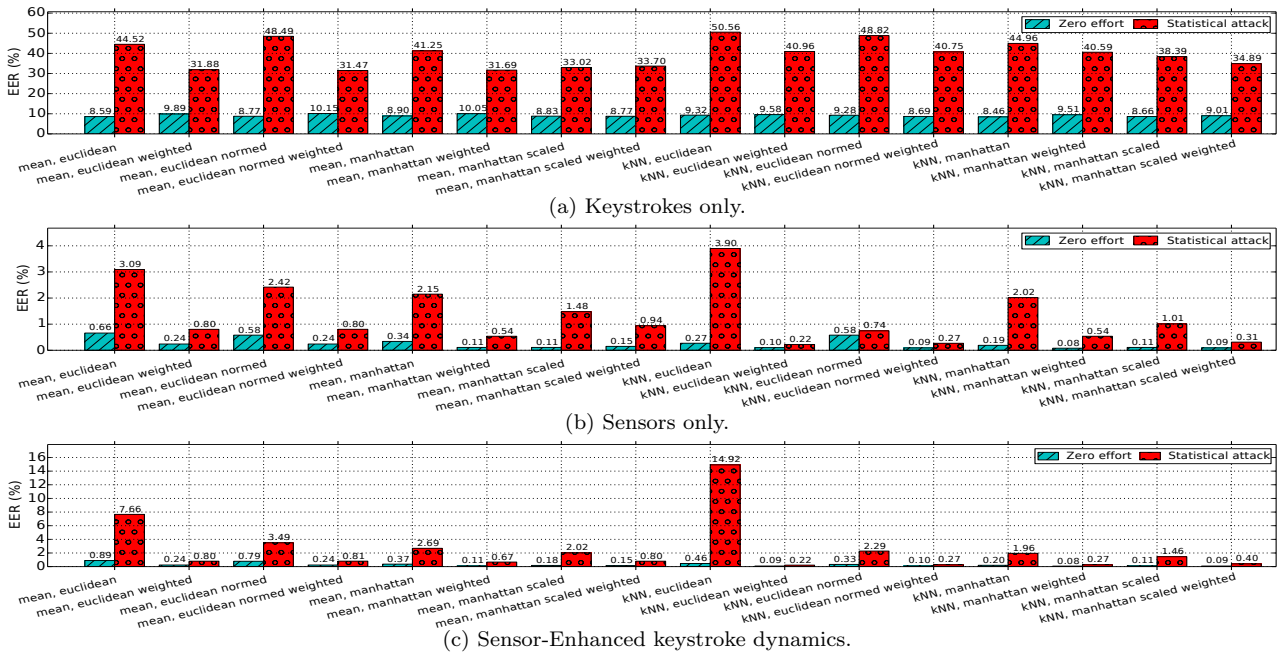 60
50
40
30
20
10
0
EER (%)
Zero effort Statistical attack
8.59 44.52 9.89 31.88 8.77 48.49 10.15 31.47 8.90 41.25 10.05 31.69 8.83 33.02 8.77 33.70 9.32 50.56 9.58 40.96 9.28 48.82 8.69 40.75 8.46 44.96 9.51 40.59 8.66 38.39 9.01 34.89
mean, euclidean
mean, euclidean weighted
mean, euclidean normed
mean, euclidean normed weighted
mean, manhattan
mean, manhattan weighted
mean, manhattan scaled
mean, manhattan scaled weighted
kNN, euclidean
kNN, euclidean weighted
kNN, euclidean normed
kNN, euclidean normed weighted
kNN, manhattan
kNN, manhattan weighted
kNN, manhattan scaled
kNN, manhattan scaled weighted
(a) Keystrokes only.
4
3
2
1
0
EER (%)
Zero effort Statistical attack
0.66 3.09 0.24 0.80 0.58 2.42 0.24 0.80 0.34 2.15 0.11 0.54 0.11 1.48 0.15 0.94 0.27 3.90 0.10 0.22 0.58 0.74 0.09 0.27 0.19 2.02 0.08 0.54 0.11 1.01 0.09 0.31
mean, euclidean
mean, euclidean weighted
mean, euclidean normed
mean, euclidean normed weighted
mean, manhattan
mean, manhattan weighted
mean, manhattan scaled
mean, manhattan scaled weighted
kNN, euclidean
kNN, euclidean weighted
kNN, euclidean normed
kNN, euclidean normed weighted
kNN, manhattan
kNN, manhattan weighted
kNN, manhattan scaled
kNN, manhattan scaled weighted
(b) Sensors only.
16
14
12
10
8
6
4
2
0
EER (%)
Zero effort Statistical attack
0.89 7.66 0.24 0.80 0.79 3.49 0.24 0.81 0.37 2.69 0.11 0.67 0.18 2.02 0.15 0.80 0.46 14.92 0.09 0.22 0.33 2.29 0.10 0.27 0.20 1.96 0.08 0.27 0.11 1.46 0.09 0.40
mean, euclidean
mean, euclidean weighted
mean, euclidean normed
mean, euclidean normed weighted
mean, manhattan
mean, manhattan weighted
mean, manhattan scaled
mean, manhattan scaled weighted
kNN, euclidean
kNN, euclidean weighted
kNN, euclidean normed
kNN, euclidean normed weighted
kNN, manhattan
kNN, manhattan weighted
kNN, manhattan scaled
kNN, manhattan scaled weighted
(c) Sensor-Enhanced keystroke dynamics.